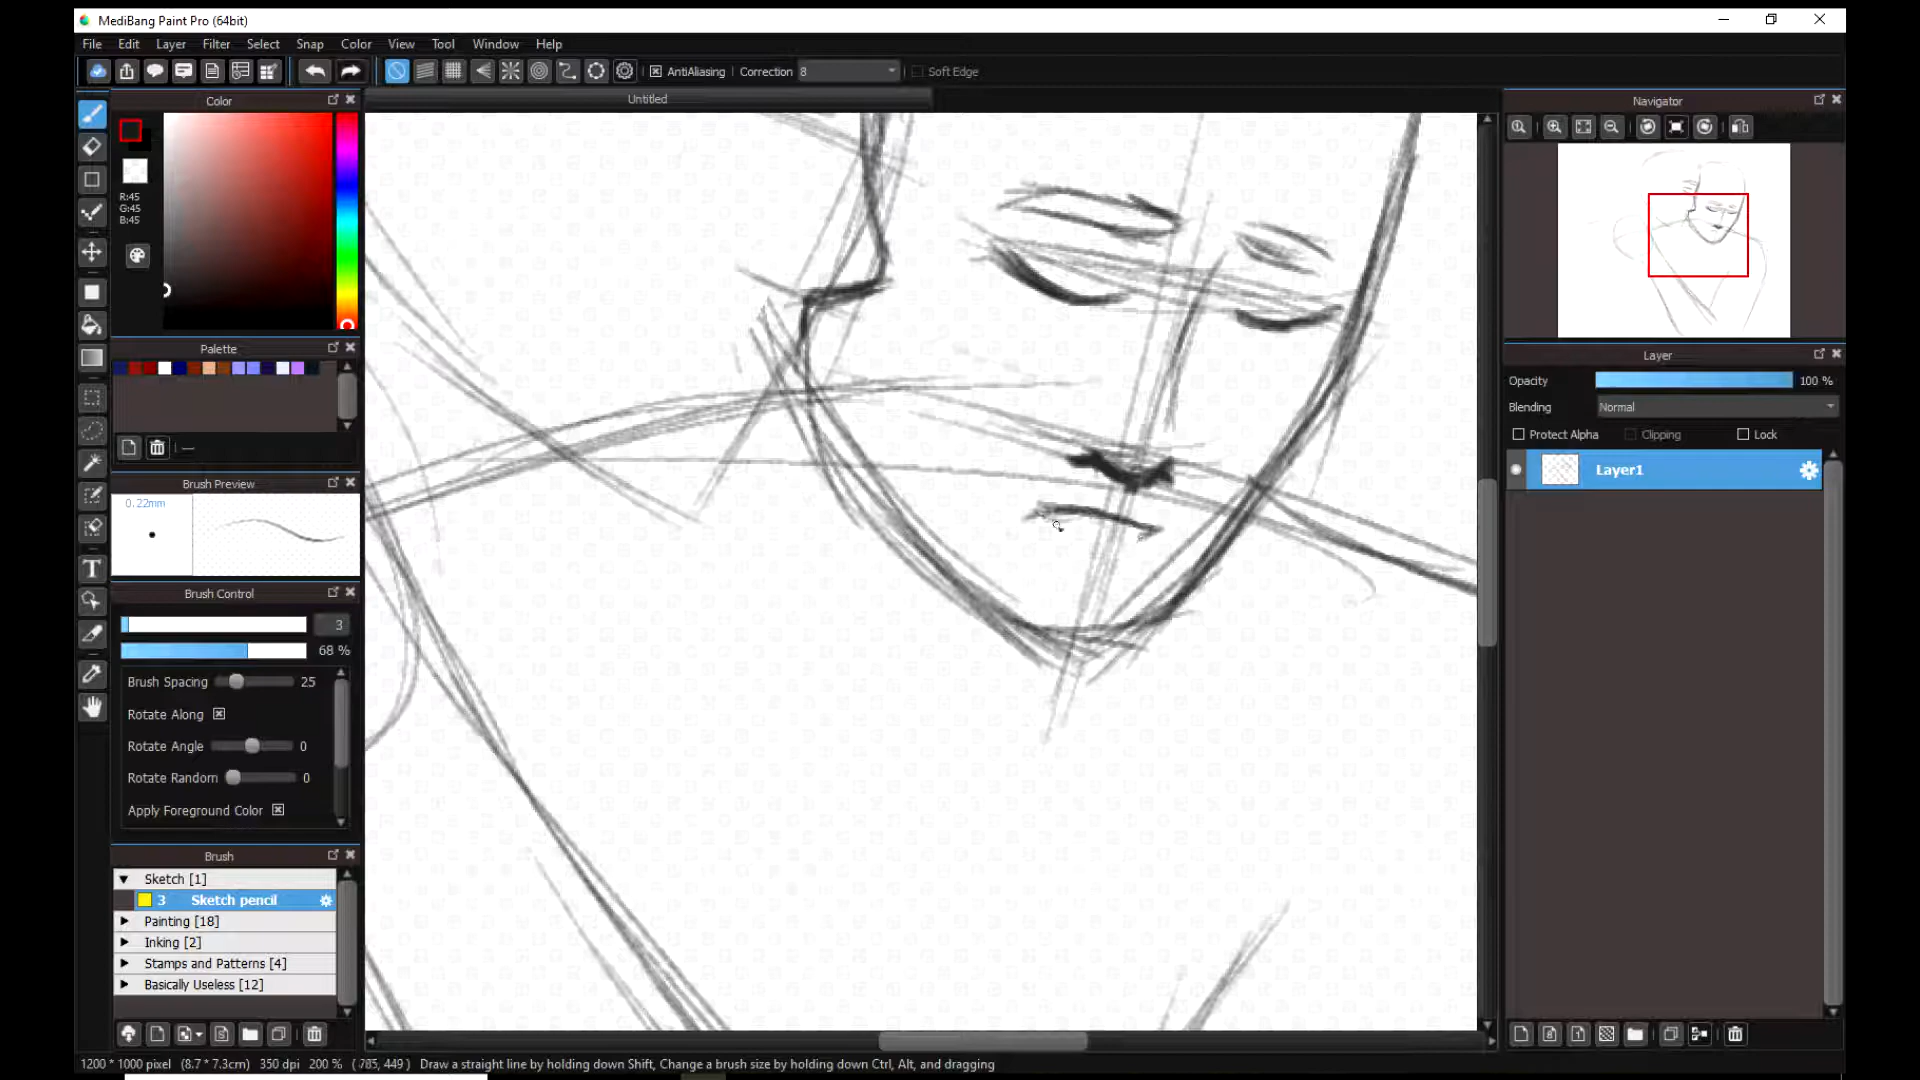 MediBang Paint Pro (64bit)
File Edit Layer Filter Select Snap Color View Tool Window Help
AntiAliasing Correction 8 Soft Edge
Color
Untitled
Navigator
R:45
G:45
B:45
Palette
Brush Preview
0.22mm
Brush Control
3
68 %
Brush Spacing 25
Rotate Along
Rotate Angle 0
Rotate Random 0
Apply Foreground Color
Brush
Sketch [1]
3 Sketch pencil
Painting [18]
Inking [2]
Stamps and Patterns [4]
Basically Useless [12]
Layer
Opacity 100 %
Blending Normal
Protect Alpha Clipping Lock
Layer1
1200 * 1000 pixel (8.7 * 7.3cm) 350 dpi 200 % ( 785, 449 ) Draw a straight line by holding down Shift, Change a brush size by holding down Ctrl, Alt, and dragging